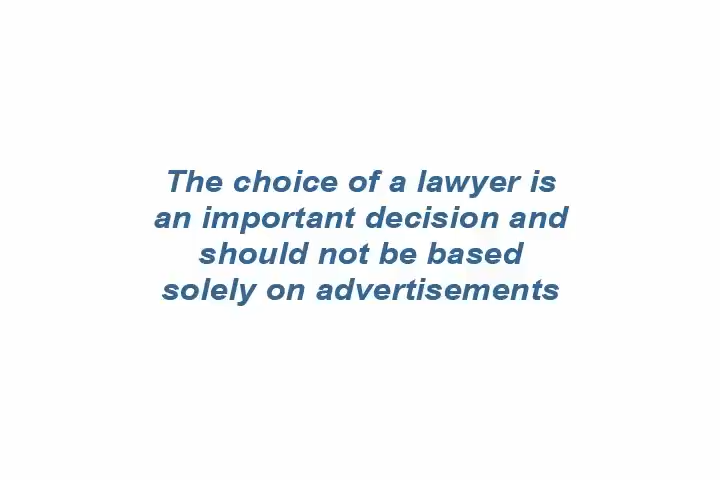 The choice of a lawyer is
an important decision and
should not be based
solely on advertisements